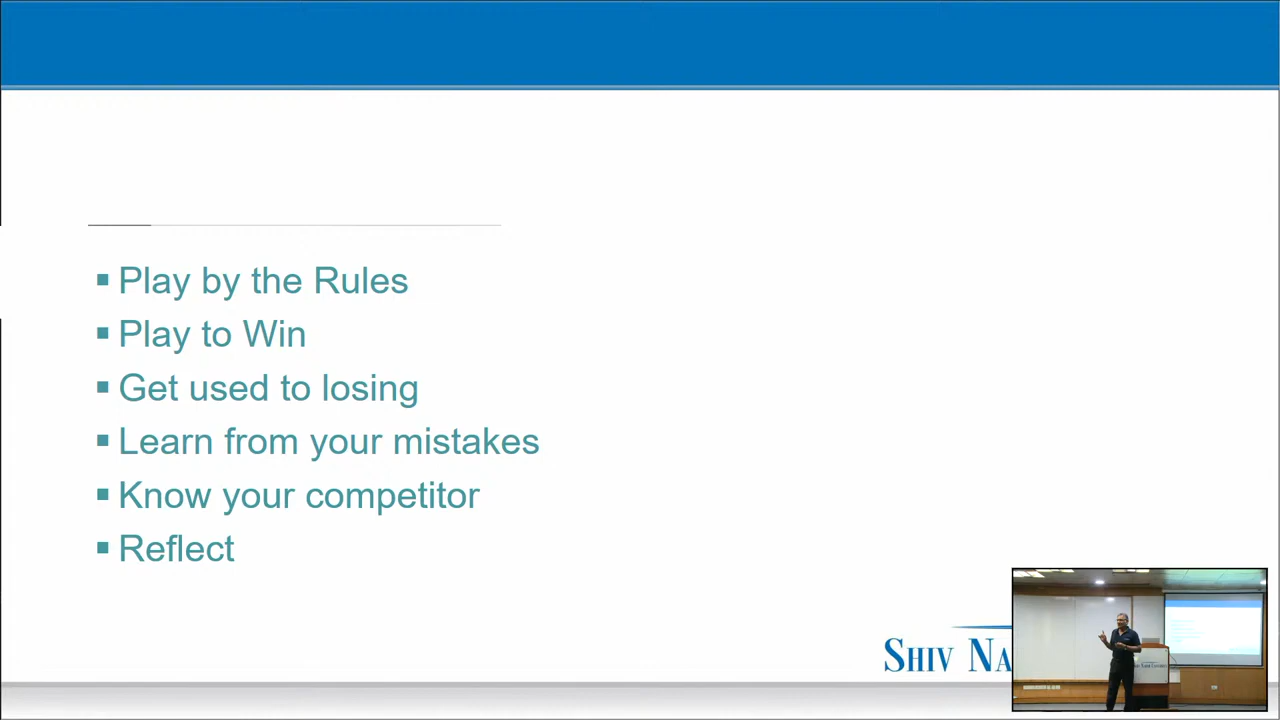 ▪ Play by the Rules
▪ Play to Win
▪ Get used to losing
▪ Learn from your mistakes
▪ Know your competitor
▪ Reflect
SHIV NA